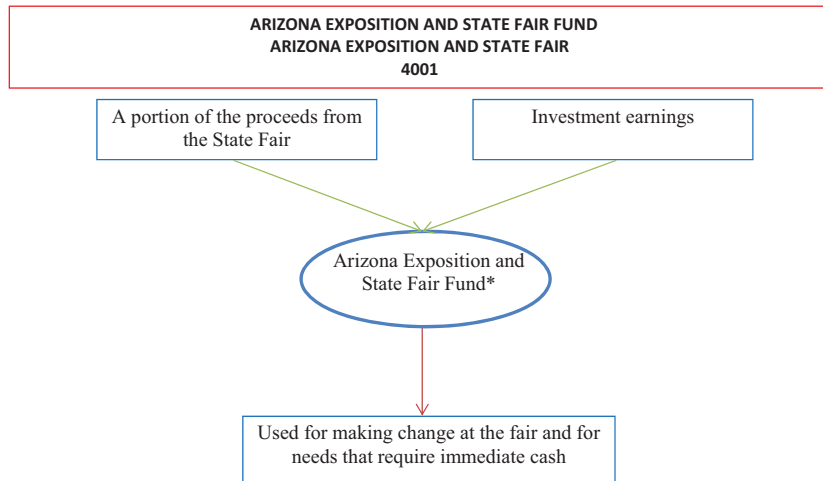 ARIZONA EXPOSITION AND STATE FAIR FUND
ARIZONA EXPOSITION AND STATE FAIR
4001
A portion of the proceeds from
the State Fair
Investment earnings
Arizona Exposition and
State Fair Fund*
Used for making change at the fair and for
needs that require immediate cash